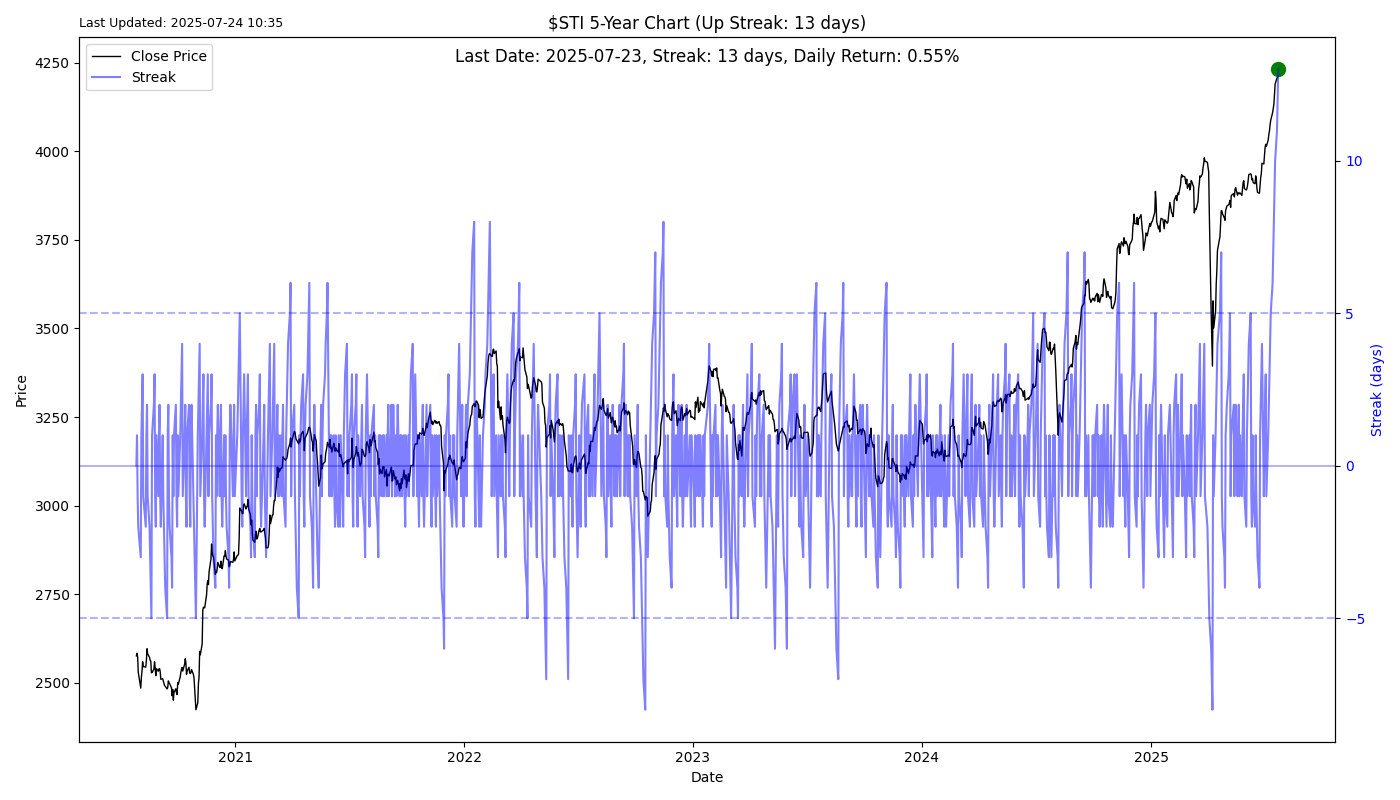 Last Updated: 2025-07-24 10:35
$STI 5-Year Chart (Up Streak: 13 days)
Last Date: 2025-07-23, Streak: 13 days, Daily Return: 0.55%
Close Price
Streak
4250
4000
3750
3500
3250
3000
2750
2500
Price
10
5
0
−5
Streak (days)
2021
2022
2023
2024
2025
Date